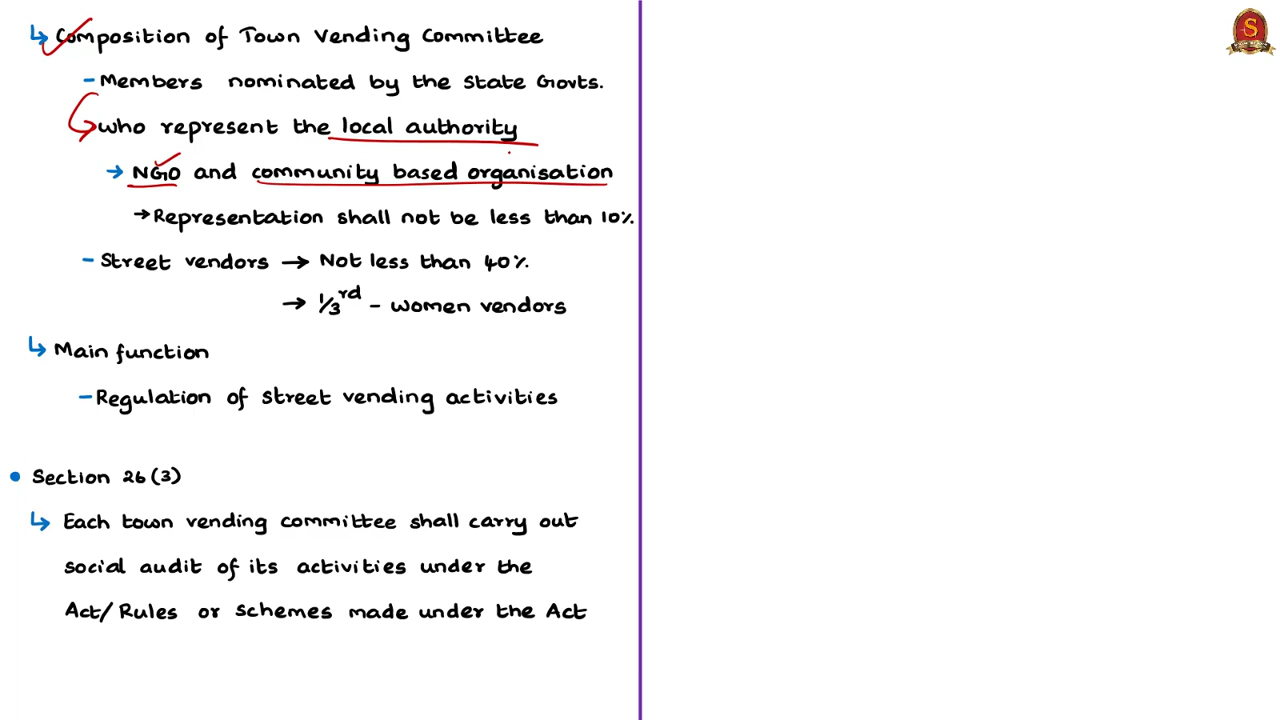 Composition of Town Vending Committee
- Members nominated by the State Govts.
who represent the local authority
→ NGO and community based organisation
→ Representation shall not be less than 10%.
- Street vendors → Not less than 40%.
→ 1/3rd - women vendors
Main function
- Regulation of street vending activities
• Section 26(3)
Each town vending committee shall carry out
social audit of its activities under the
Act/Rules or schemes made under the Act
S